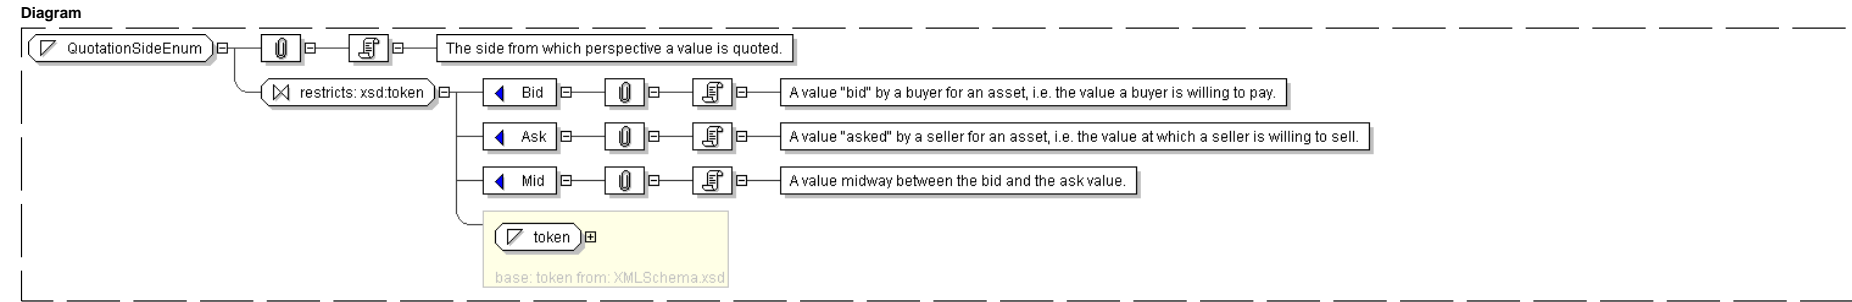 Diagram
QuotationSideEnum The side from which perspective a value is quoted.
restricts: xsd:token Bid A value "bid" by a buyer for an asset, i.e. the value a buyer is willing to pay.
Ask A value "asked" by a seller for an asset, i.e. the value at which a seller is willing to sell.
Mid A value midway between the bid and the ask value.
token
base: token from: XMLSchema.xsd